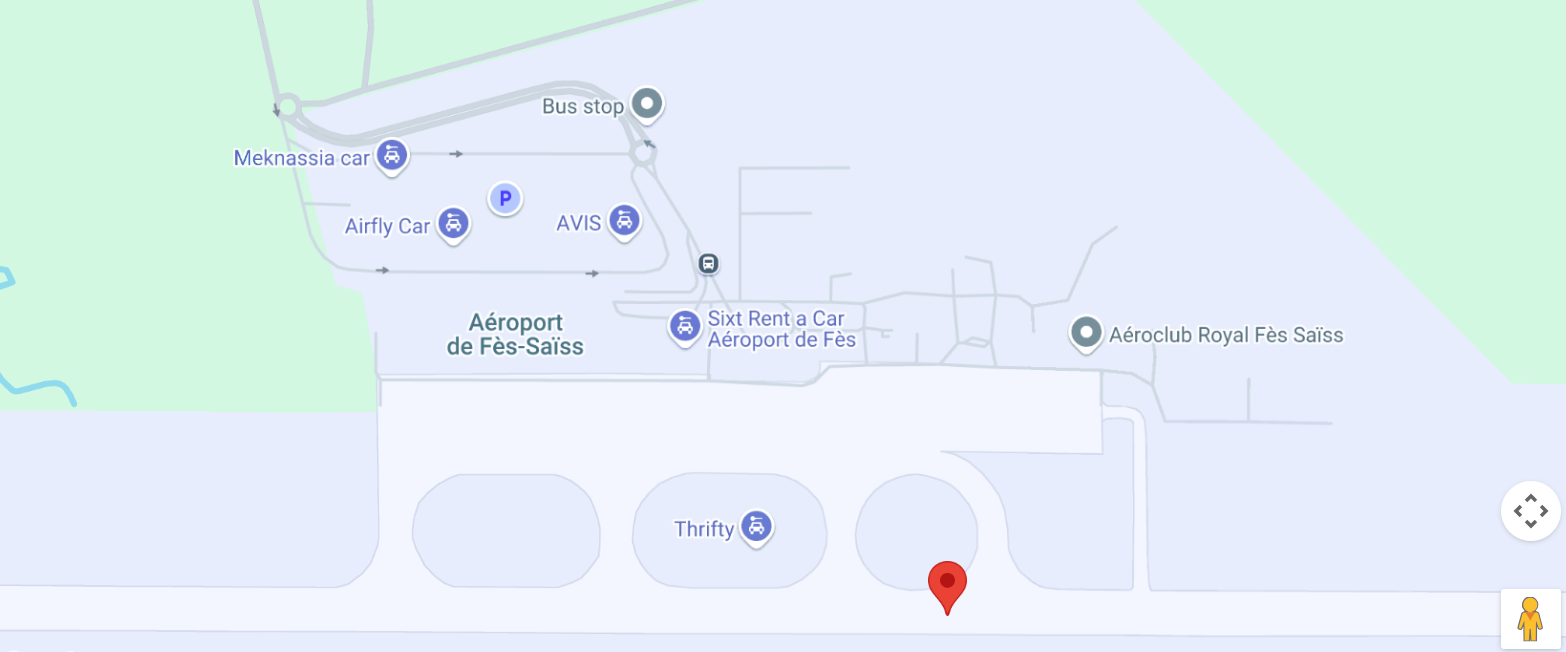 Bus stop
Meknassia car
P
Airfly Car
AVIS
Aéroport
de Fès-Saïss
Sixt Rent a Car
Aéroport de Fès
Aéroclub Royal Fès Saïss
Thrifty